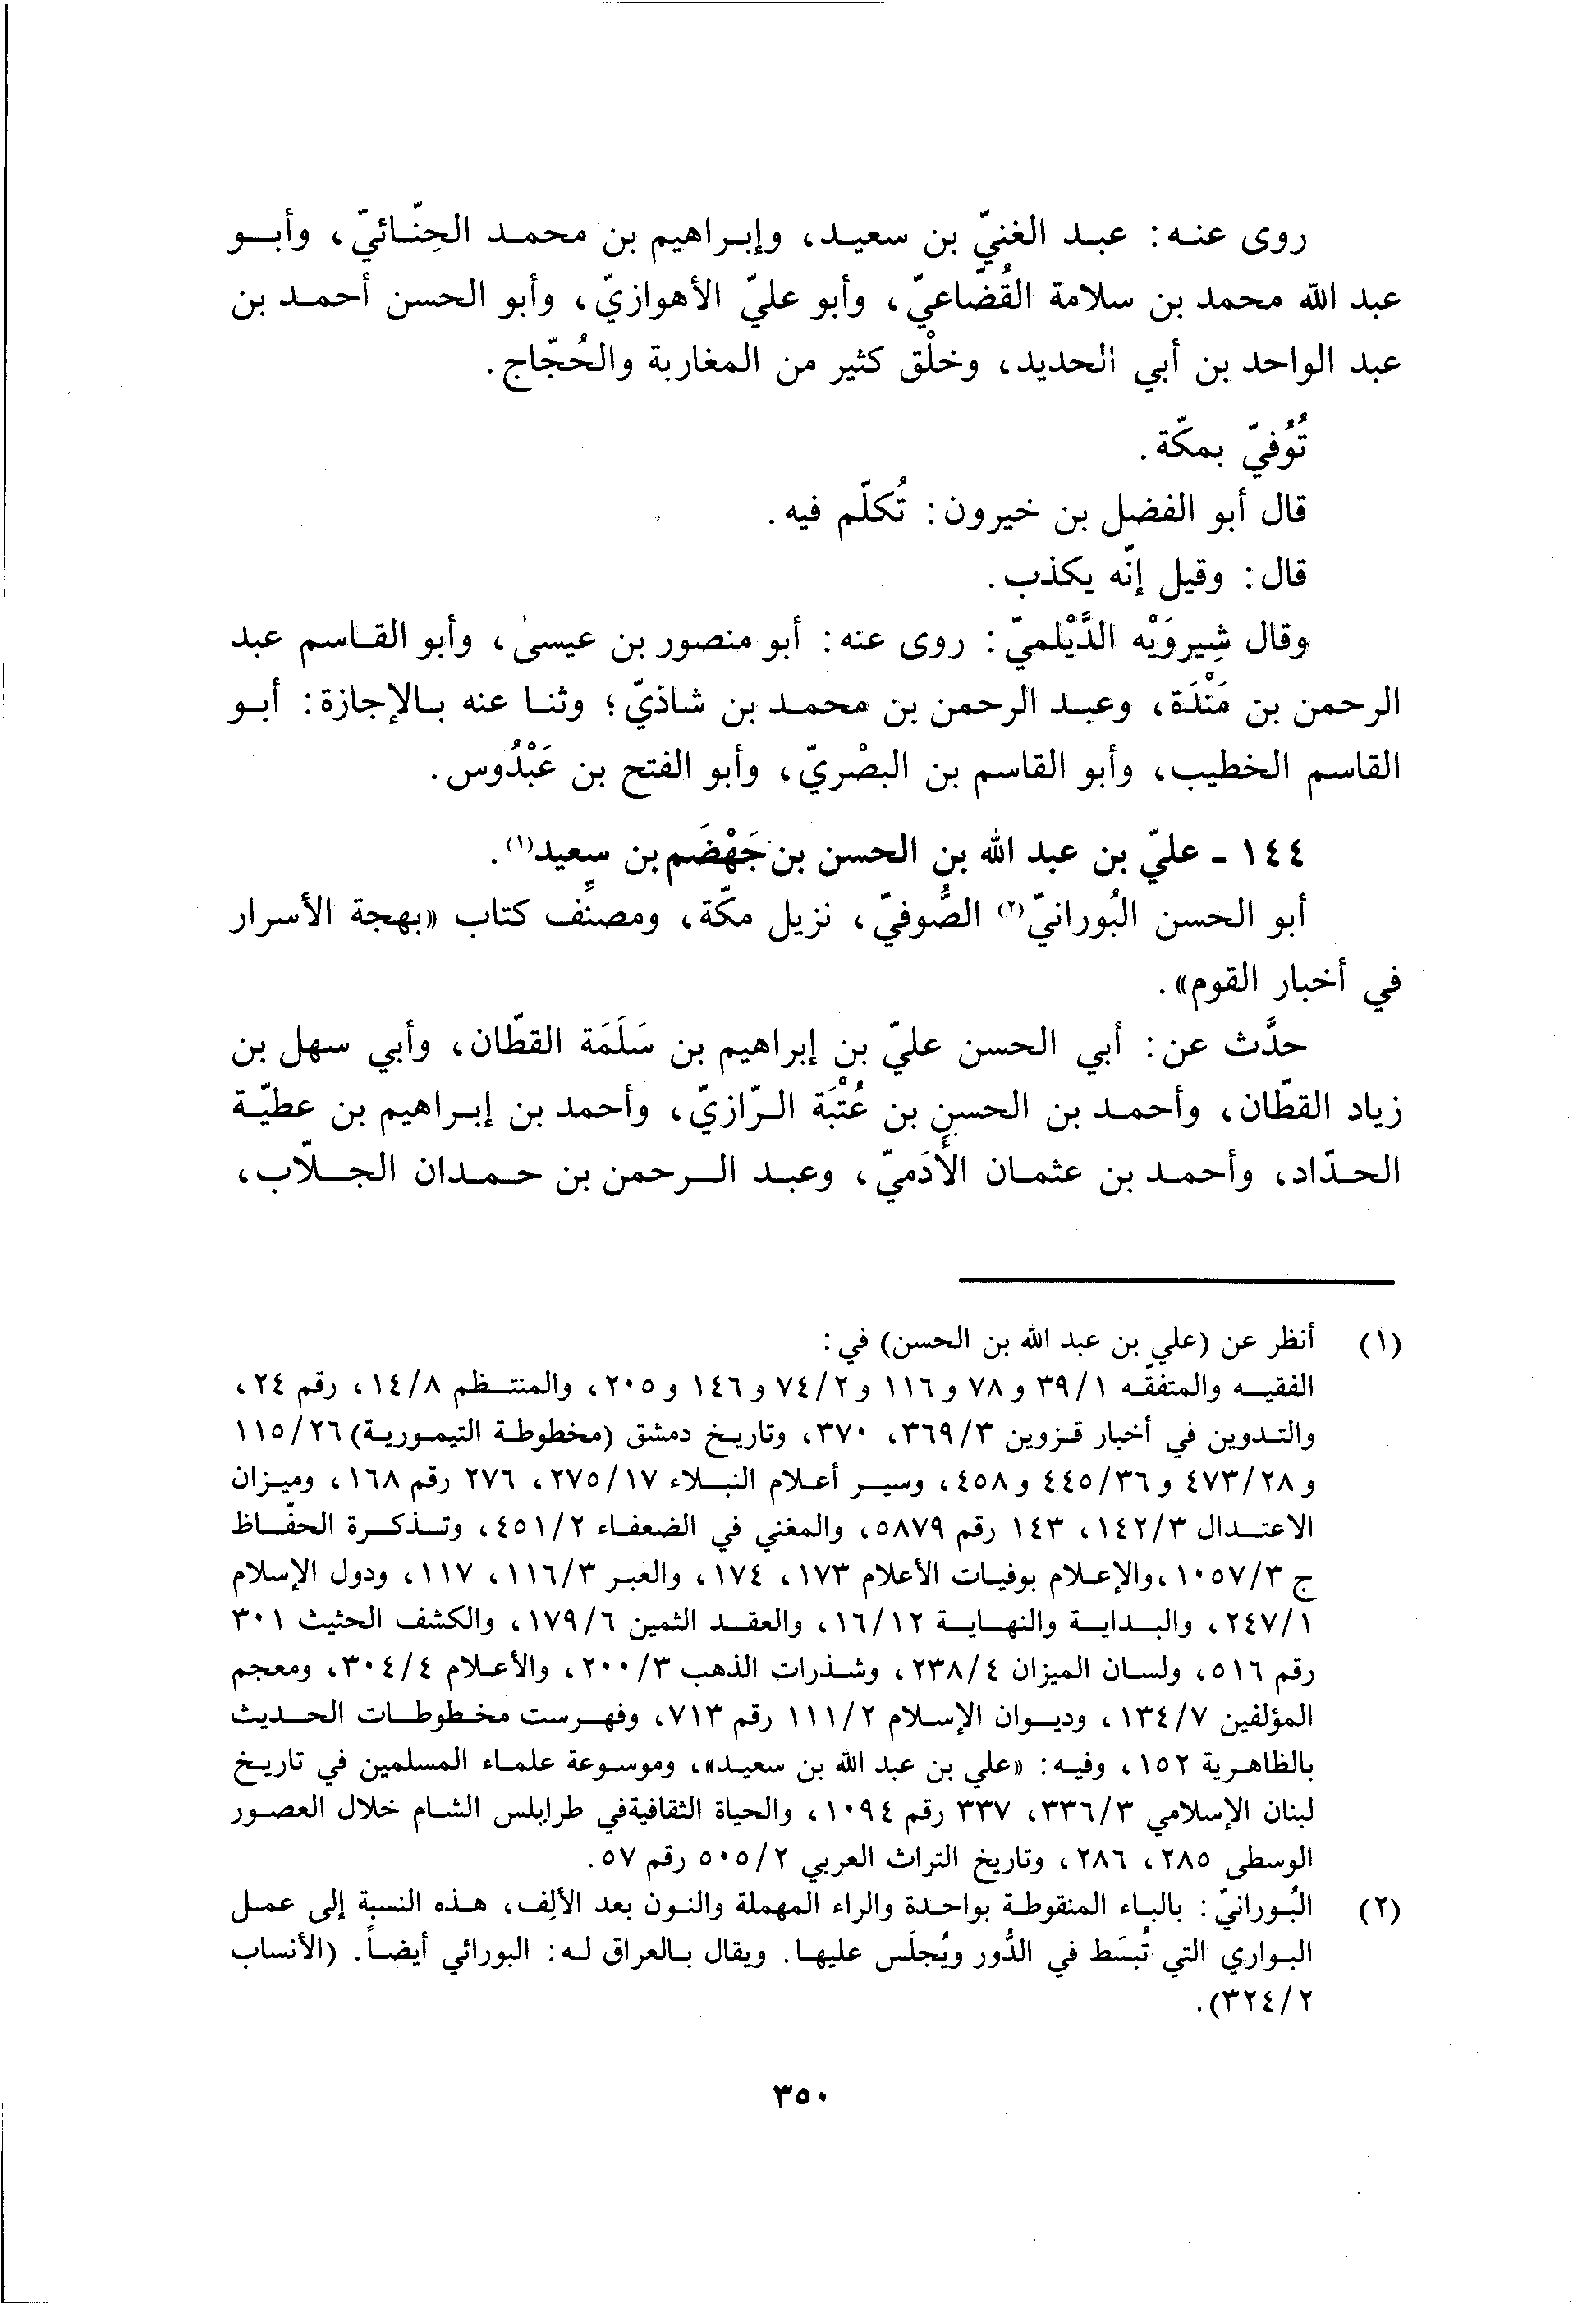 روى عنه: عبد الغنيّ بن سعيد، وإبراهيم بن محمد الحِنّائيّ، وأبو
عبد الله محمد بن سلامة القُضّاعيّ، وأبو عليّ الأهوازيّ، وأبو الحسن أحمد بن
عبد الواحد بن أبي الحديد، وخلْق كثير من المغاربة والحُجّاج.
تُوُفيّ بمكّة.
قال أبو الفضل بن خيرون: تُكلّم فيه.
قال: وقيل إنّه يكذب.
وقال شِيروَيْه الدَّيْلميّ: روى عنه: أبو منصور بن عيسى، وأبو القاسم عبد
الرحمن بن مَنْدَة، وعبد الرحمن بن محمد بن شاذيّ؛ وثنا عنه بالإجازة: أبو
القاسم الخطيب، وأبو القاسم بن البصْريّ، وأبو الفتح بن عَبْدُوس.
١٤٤ - عليّ بن عبد الله بن الحسن بن جَهْضَم بن سعيد(١).
أبو الحسن البُورانيّ(٢) الصُّوفيّ، نزيل مكّة، ومصنِّف كتاب «بهجة الأسرار
في أخبار القوم».
حدَّث عن: أبي الحسن عليّ بن إبراهيم بن سَلَمَة القطّان، وأبي سهل بن
زياد القطّان، وأحمد بن الحسن بن عُتْبَة الرّازيّ، وأحمد بن إبراهيم بن عطيّة
الحدّاد، وأحمد بن عثمان الأَدَميّ، وعبد الرحمن بن حمدان الجلاّب،
(١) أنظر عن (علي بن عبد الله بن الحسن) في:
الفقيه والمتفقّه ٣٩/١ و ٧٨ و ١١٦ و ٧٤/٢ و ١٤٦ و ٢٠٥، والمنتظم ١٤/٨، رقم ٢٤،
والتدوين في أخبار قزوين ٣٦٩/٣، ٣٧٠، وتاريخ دمشق (مخطوطة التيمورية) ١١٥/٢٦
و ٤٧٣/٢٨ و ٤٤٥/٣٦ و ٤٥٨، وسير أعلام النبلاء ٢٧٥/١٧، ٢٧٦ رقم ١٦٨، وميزان
الاعتدال ١٤٢/٣، ١٤٣ رقم ٥٨٧٩، والمغني في الضعفاء ٤٥١/٢، وتذكرة الحفّاظ
ج ١٠٥٧/٣، والإعلام بوفيات الأعلام ١٧٣، ١٧٤، والعبر ١١٦/٣، ١١٧، ودول الإسلام
٢٤٧/١، والبداية والنهاية ١٦/١٢، والعقد الثمين ١٧٩/٦، والكشف الحثيث ٣٠١
رقم ٥١٦، ولسان الميزان ٢٣٨/٤، وشذرات الذهب ٢٠٠/٣، والأعلام ٣٠٤/٤، ومعجم
المؤلفين ١٣٤/٧، وديوان الإسلام ١١١/٢ رقم ٧١٣، وفهرست مخطوطات الحديث
بالظاهرية ١٥٢، وفيه: «علي بن عبد الله بن سعيد»، وموسوعة علماء المسلمين في تاريخ
لبنان الإسلامي ٣٣٦/٣، ٣٣٧ رقم ١٠٩٤، والحياة الثقافية في طرابلس الشام خلال العصور
الوسطى ٢٨٥، ٢٨٦، وتاريخ التراث العربي ٥٠٥/٢ رقم ٥٧.
(٢) البُورانيّ: بالباء المنقوطة بواحدة والراء المهملة والنون بعد الألِف، هذه النسبة إلى عمل
البواري التي تُبسَط في الدُّور ويُجلَس عليها. ويقال بالعراق له: البورائي أيضاً. (الأنساب
٣٢٤/٢).
٣٥٠